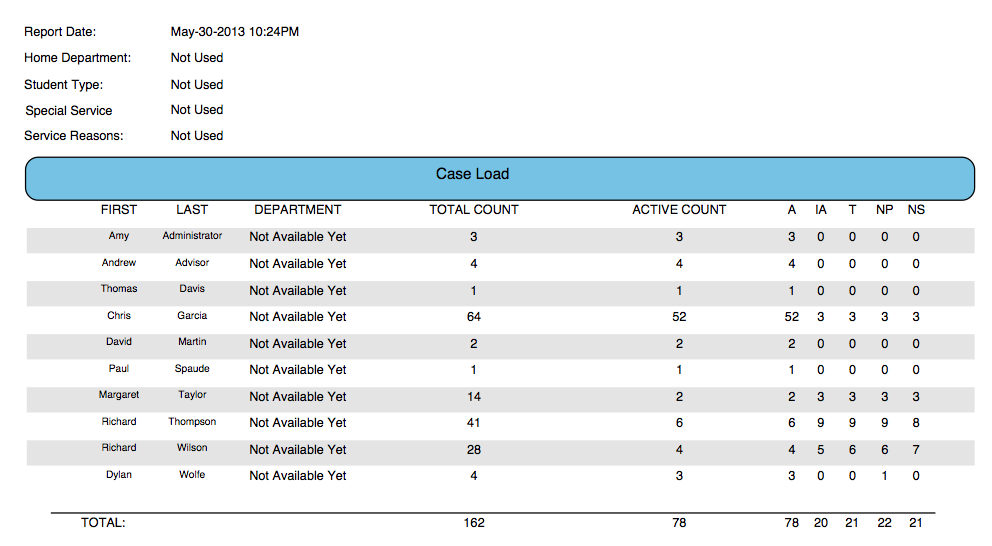 Report Date: May-30-2013 10:24PM
Home Department: Not Used
Student Type: Not Used
Special Service Not Used
Service Reasons: Not Used
Case Load
FIRST LAST DEPARTMENT TOTAL COUNT ACTIVE COUNT A IA T NP NS
Amy Administrator Not Available Yet 3 3 3 0 0 0 0
Andrew Advisor Not Available Yet 4 4 4 0 0 0 0
Thomas Davis Not Available Yet 1 1 1 0 0 0 0
Chris Garcia Not Available Yet 64 52 52 3 3 3 3
David Martin Not Available Yet 2 2 2 0 0 0 0
Paul Spaude Not Available Yet 1 1 1 0 0 0 0
Margaret Taylor Not Available Yet 14 2 2 3 3 3 3
Richard Thompson Not Available Yet 41 6 6 9 9 9 8
Richard Wilson Not Available Yet 28 4 4 5 6 6 7
Dylan Wolfe Not Available Yet 4 3 3 0 0 1 0
TOTAL: 162 78 78 20 21 22 21